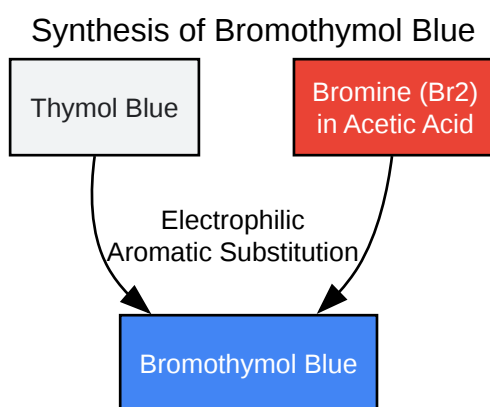 Synthesis of Bromothymol Blue
Thymol Blue
Bromine (Br2)
in Acetic Acid
Electrophilic
Aromatic Substitution
Bromothymol Blue